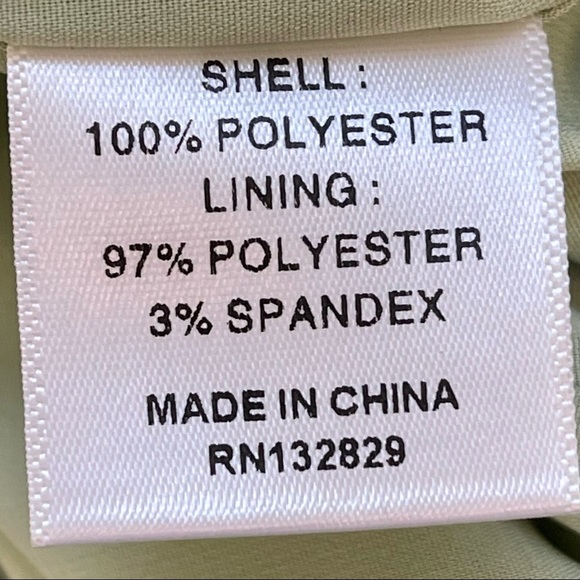 SHELL :
100% POLYESTER
LINING :
97% POLYESTER
3% SPANDEX
MADE IN CHINA
RN132829